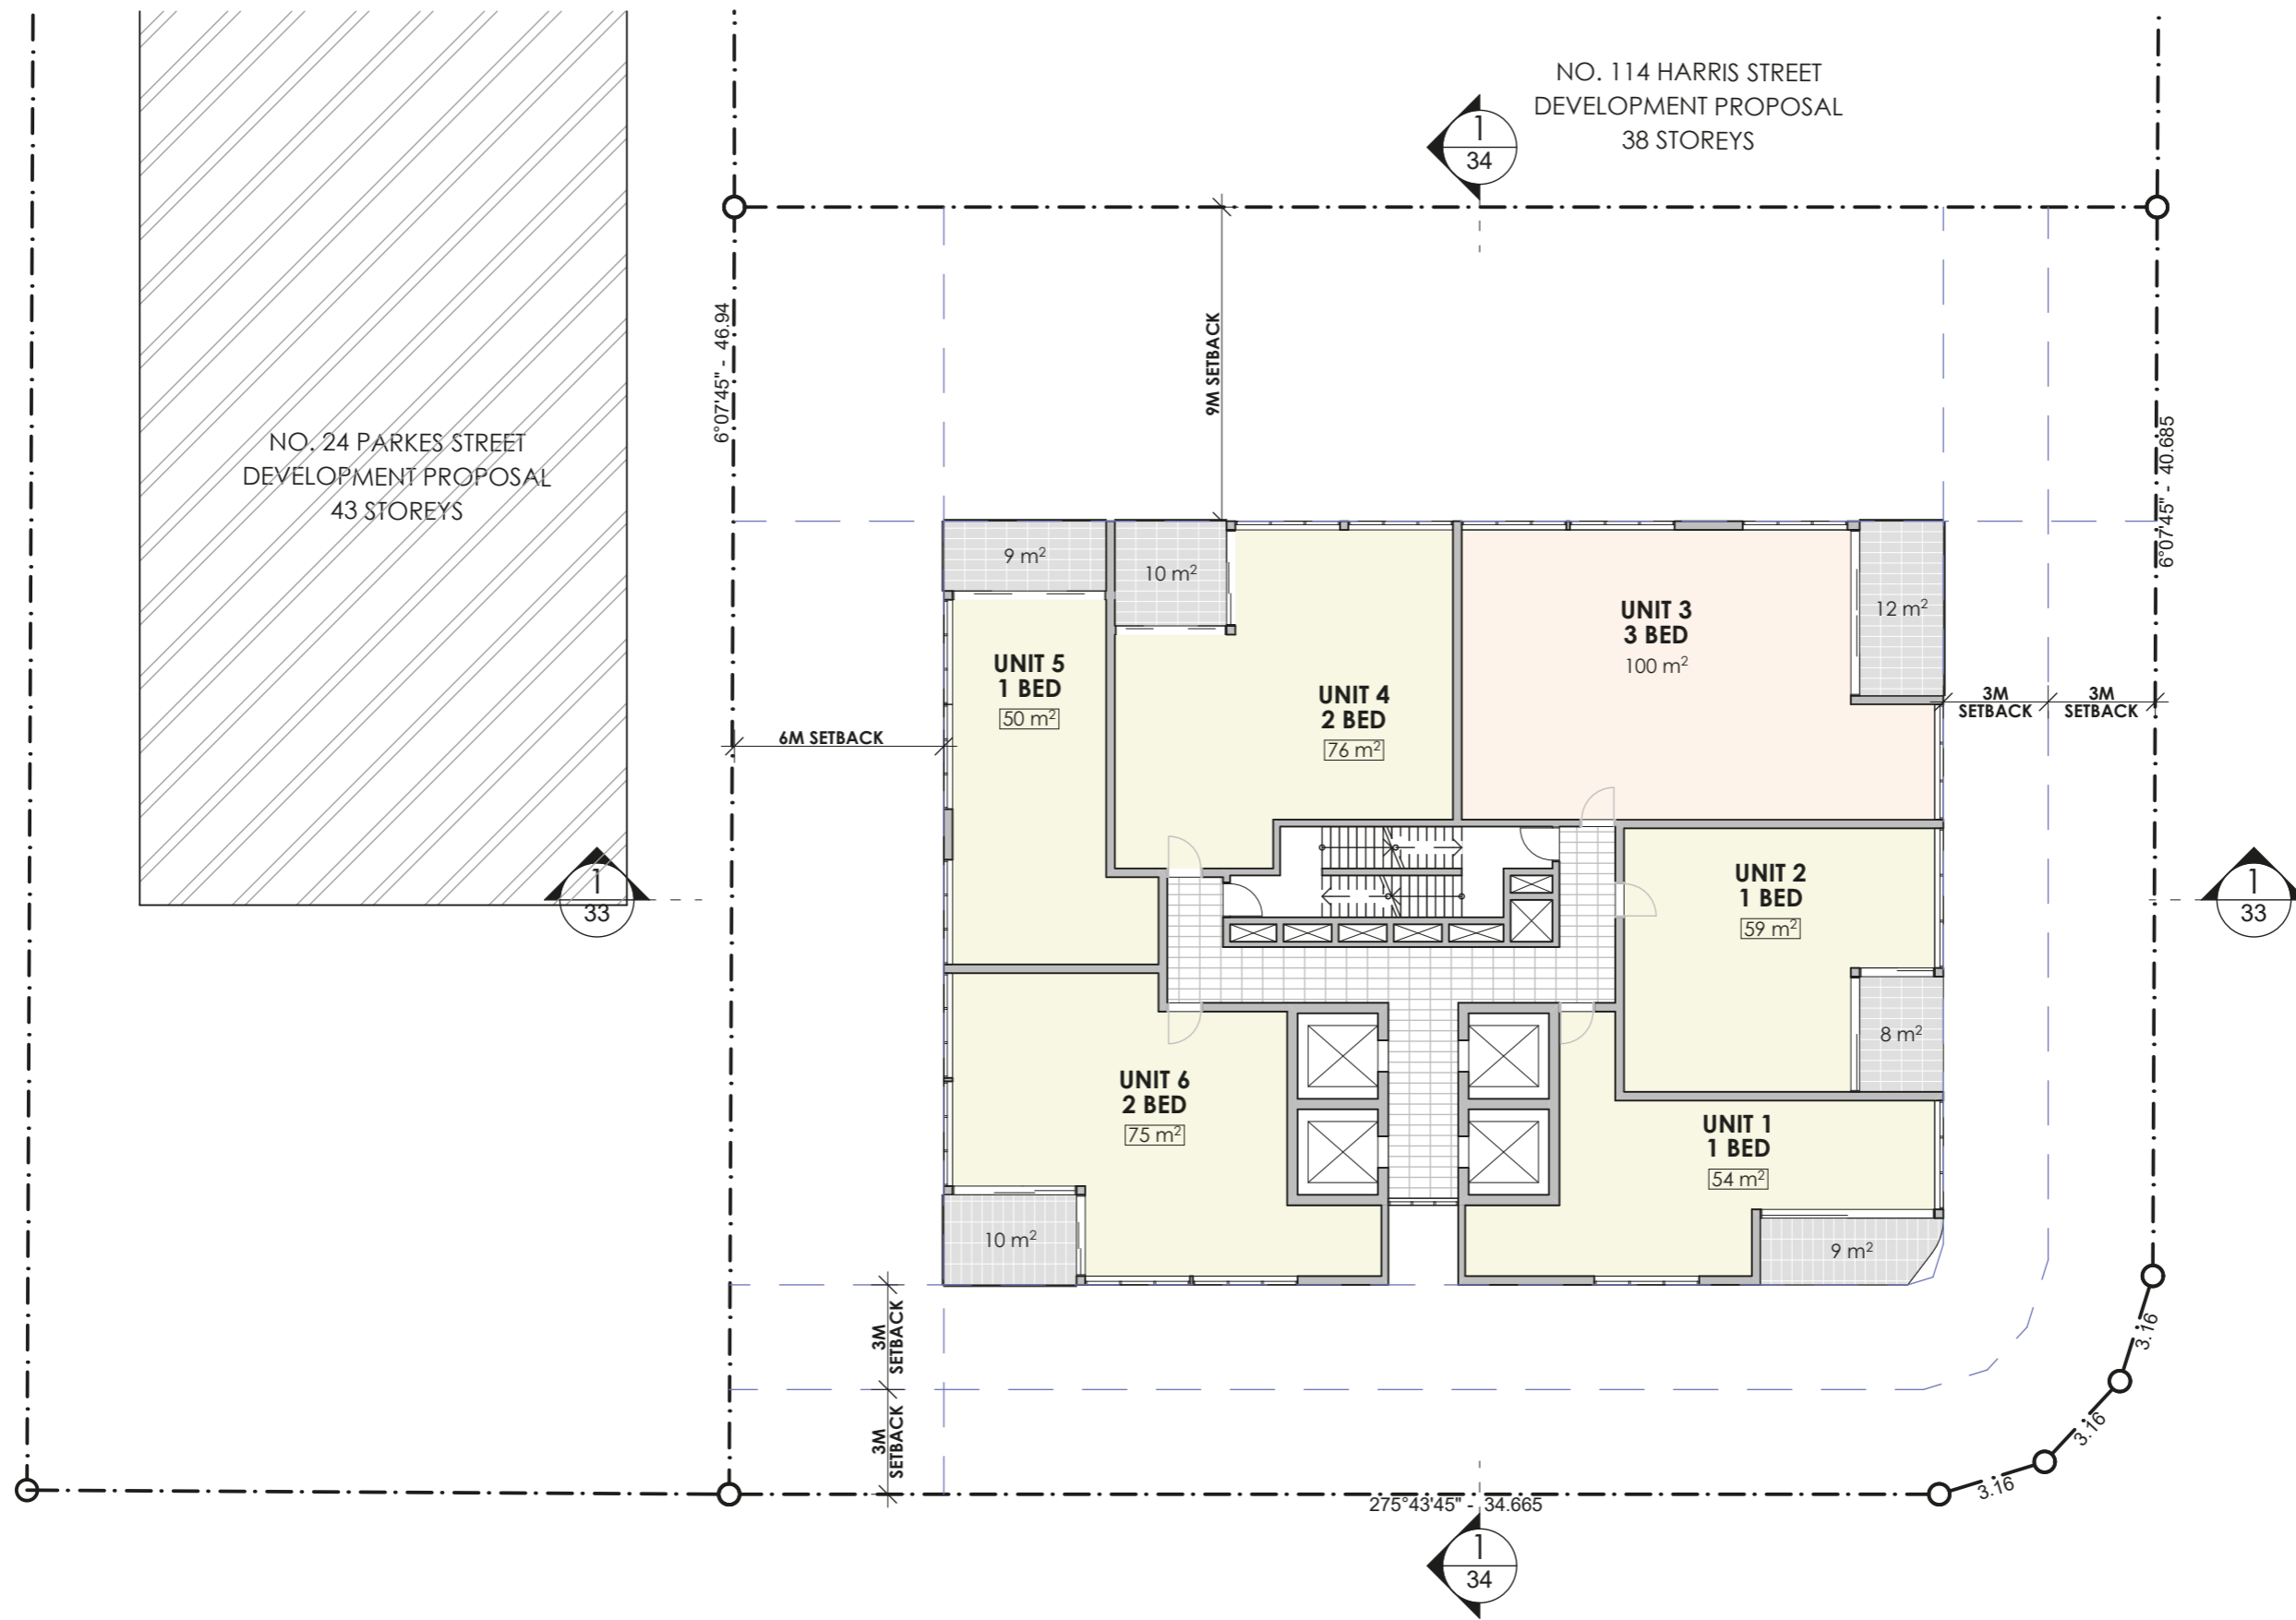 NO. 114 HARRIS STREET
DEVELOPMENT PROPOSAL
38 STOREYS
1
34
6°07'45" - 46.94
9M SETBACK
NO. 24 PARKES STREET
DEVELOPMENT PROPOSAL
43 STOREYS
6°07'45" - 40.685
9 m²
10 m²
UNIT 3
3 BED
100 m²
12 m²
UNIT 5
1 BED
50 m²
UNIT 4
2 BED
76 m²
3M
SETBACK
3M
SETBACK
6M SETBACK
1
33
UNIT 2
1 BED
59 m²
1
33
8 m²
UNIT 6
2 BED
75 m²
UNIT 1
1 BED
54 m²
10 m²
9 m²
3M
SETBACK
3M
SETBACK
3.16
3.16
3.16
275°43'45" - 34.665
1
34